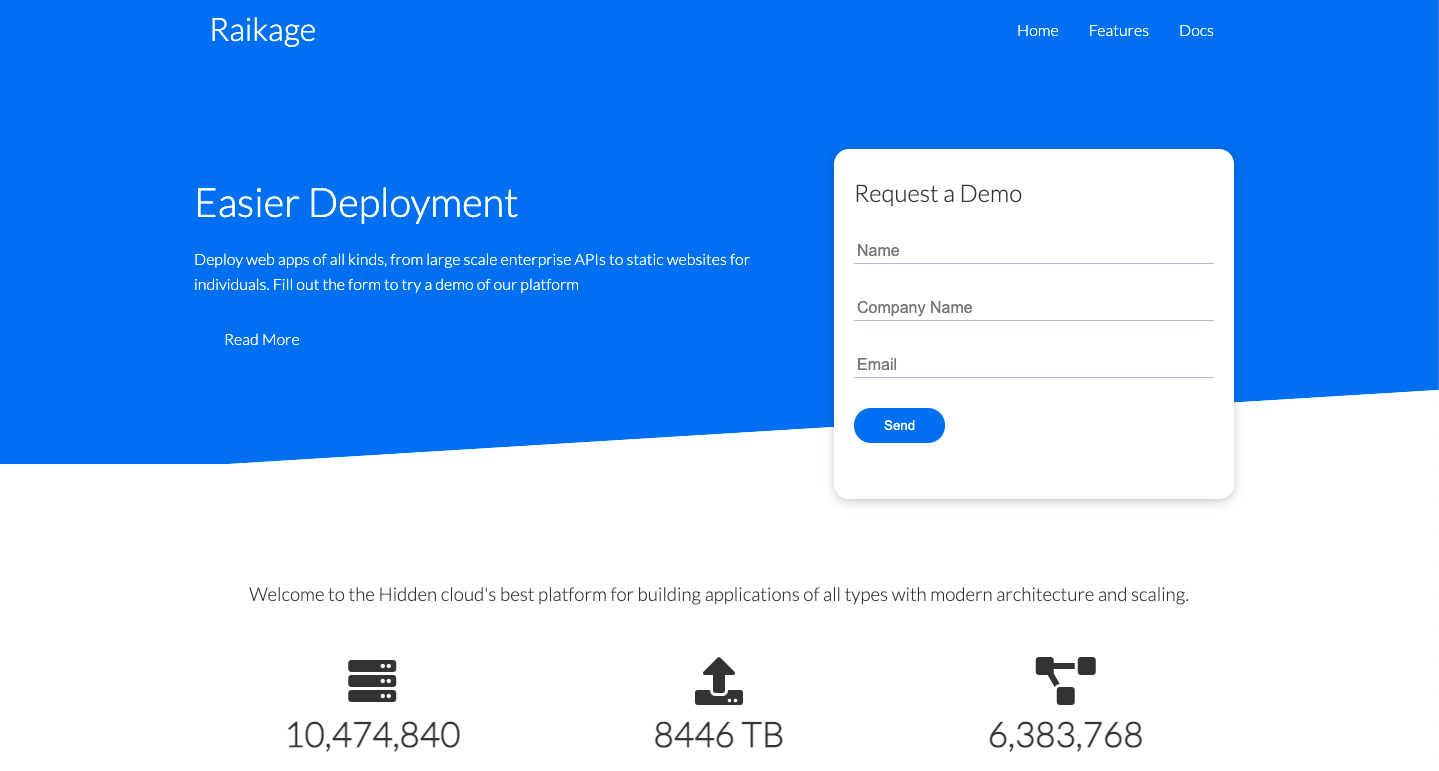 Raikage
Home Features Docs
Easier Deployment
Deploy web apps of all kinds, from large scale enterprise APIs to static websites for
individuals. Fill out the form to try a demo of our platform
Read More
Request a Demo
Name
Company Name
Email
Send
Welcome to the Hidden cloud's best platform for building applications of all types with modern architecture and scaling.
10,474,840
8446 TB
6,383,768